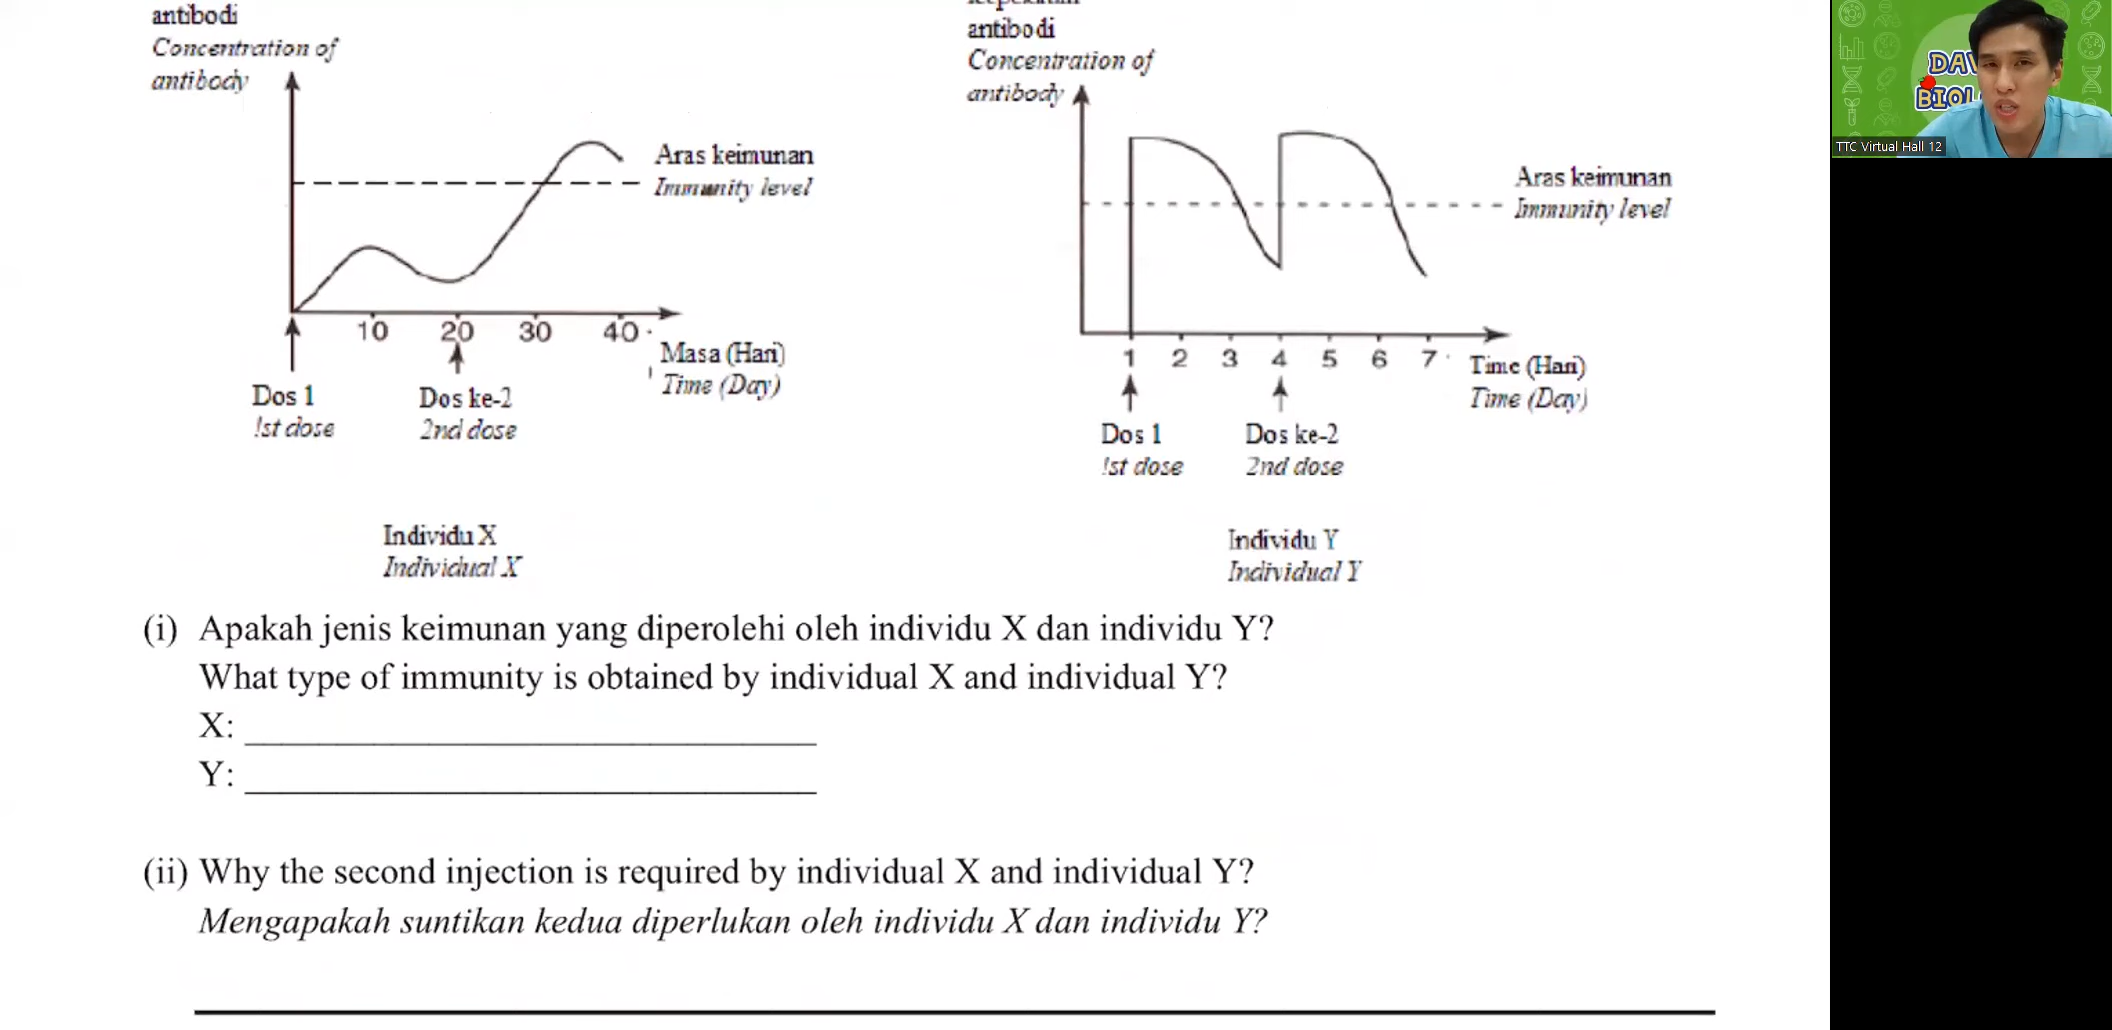 antibodi
Concentration of
antibody
Aras keimunan
Immunity level
10 20 30 40
Masa (Hari)
Time (Day)
Dos 1
1st dose
Dos ke-2
2nd dose
Individu X
Individual X
antibodi
Concentration of
antibody
Aras keimunan
Immunity level
1 2 3 4 5 6 7
Time (Hari)
Time (Day)
Dos 1
1st dose
Dos ke-2
2nd dose
Individu Y
Individual Y
TTC Virtual Hall 12
(i) Apakah jenis keimunan yang diperolehi oleh individu X dan individu Y?
What type of immunity is obtained by individual X and individual Y?
X:
Y:
(ii) Why the second injection is required by individual X and individual Y?
Mengapakah suntikan kedua diperlukan oleh individu X dan individu Y?